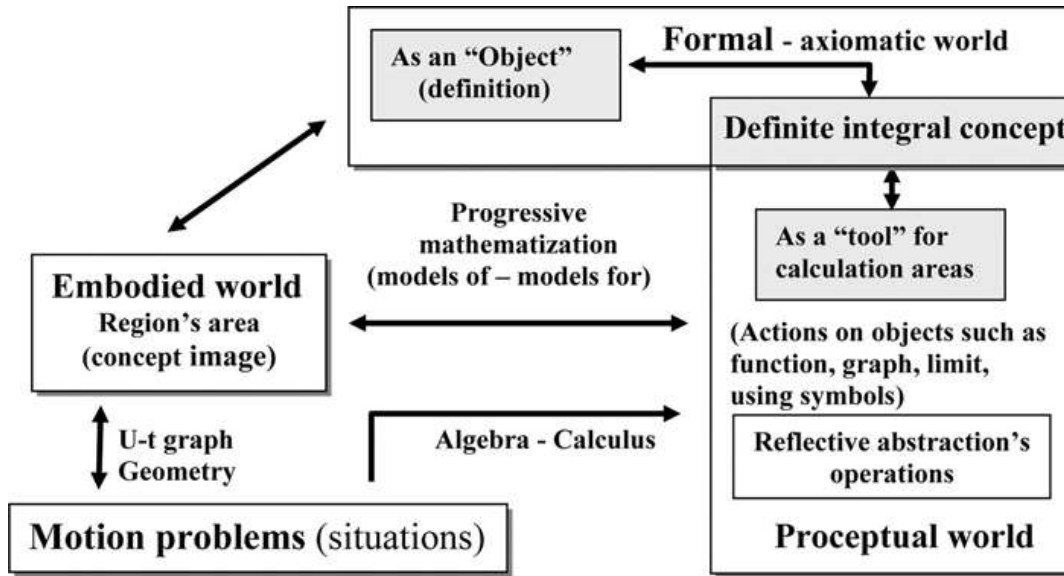 Formal - axiomatic world
As an “Object”
(definition)
Definite integral concept
Progressive
mathematization
(models of – models for)
As a “tool” for
calculation areas
Embodied world
Region’s area
(concept image)
(Actions on objects such as
function, graph, limit,
using symbols)
U-t graph
Geometry
Algebra - Calculus
Reflective abstraction’s
operations
Motion problems (situations)
Proceptual world